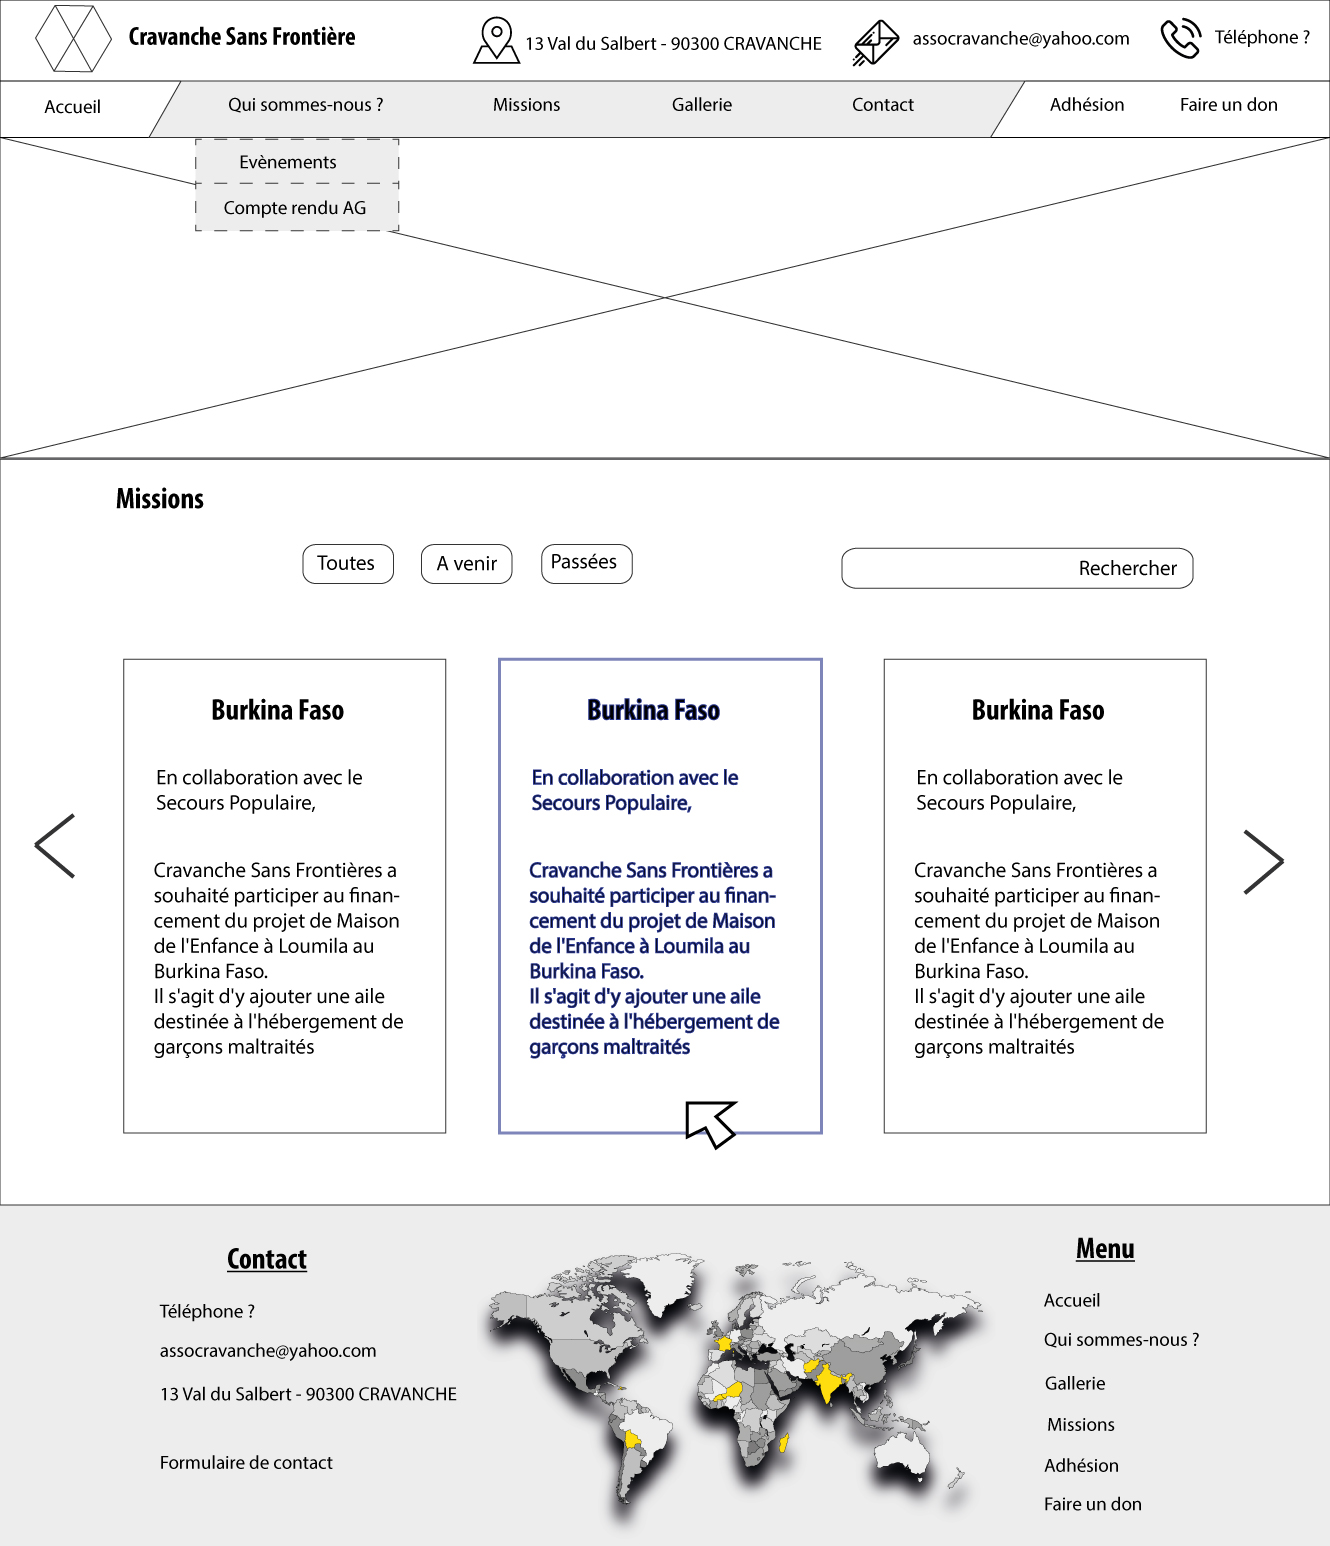 Cravanche Sans Frontière
13 Val du Salbert - 90300 CRAVANCHE
assocravanche@yahoo.com
Téléphone ?
Accueil
Qui sommes-nous ?
Missions
Gallerie
Contact
Adhésion
Faire un don
Evènements
Compte rendu AG
Missions
Toutes
A venir
Passées
Rechercher
Burkina Faso
En collaboration avec le
Secours Populaire,
Cravanche Sans Frontières a
souhaité participer au finan-
cement du projet de Maison
de l'Enfance à Loumila au
Burkina Faso.
Il s'agit d'y ajouter une aile
destinée à l'hébergement de
garçons maltraités
Burkina Faso
En collaboration avec le
Secours Populaire,
Cravanche Sans Frontières a
souhaité participer au finan-
cement du projet de Maison
de l'Enfance à Loumila au
Burkina Faso.
Il s'agit d'y ajouter une aile
destinée à l'hébergement de
garçons maltraités
Burkina Faso
En collaboration avec le
Secours Populaire,
Cravanche Sans Frontières a
souhaité participer au finan-
cement du projet de Maison
de l'Enfance à Loumila au
Burkina Faso.
Il s'agit d'y ajouter une aile
destinée à l'hébergement de
garçons maltraités
Contact
Téléphone ?
assocravanche@yahoo.com
13 Val du Salbert - 90300 CRAVANCHE
Formulaire de contact
Menu
Accueil
Qui sommes-nous ?
Gallerie
Missions
Adhésion
Faire un don